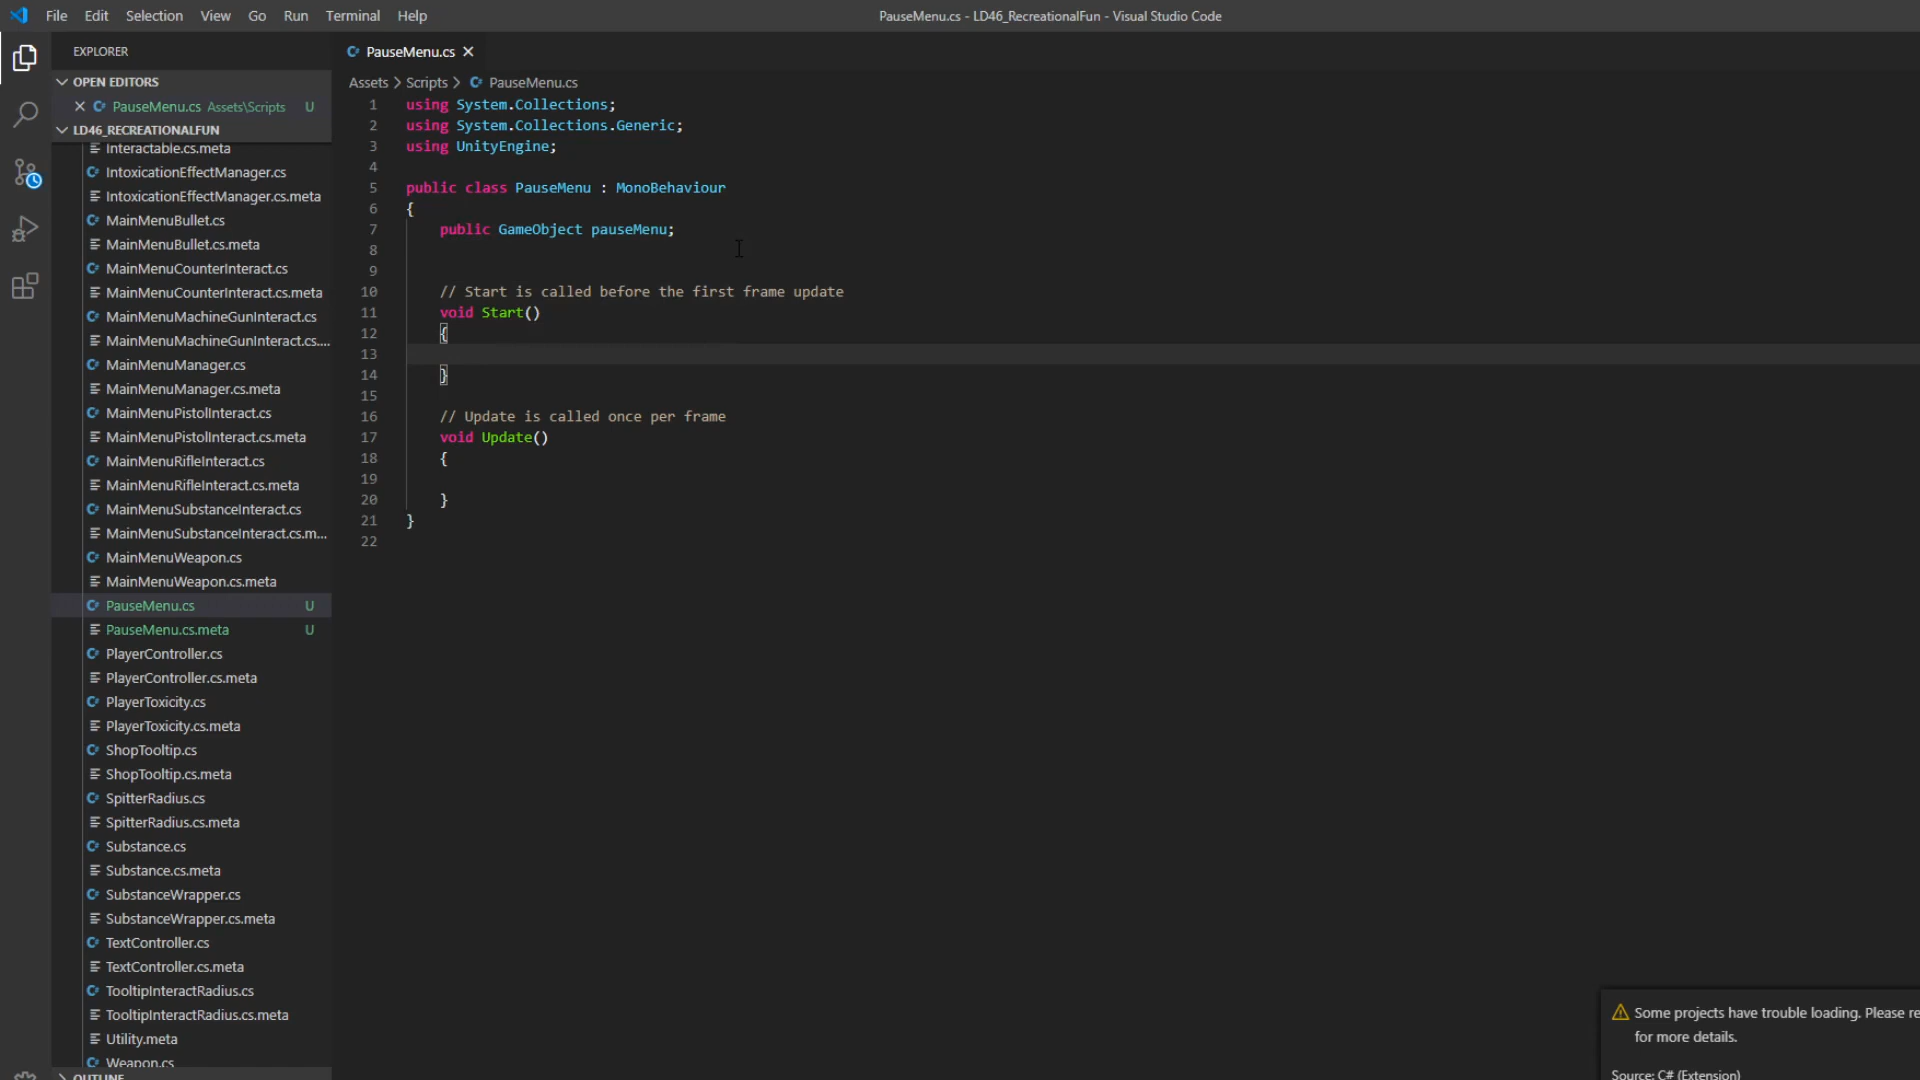 File Edit Selection View Go Run Terminal Help
PauseMenu.cs - LD46_RecreationalFun - Visual Studio Code
EXPLORER
OPEN EDITORS
PauseMenu.cs Assets\Scripts U
LD46_RECREATIONALFUN
Interactable.cs.meta
IntoxicationEffectManager.cs
IntoxicationEffectManager.cs.meta
MainMenuBullet.cs
MainMenuBullet.cs.meta
MainMenuCounterInteract.cs
MainMenuCounterInteract.cs.meta
MainMenuMachineGunInteract.cs
MainMenuMachineGunInteract.cs....
MainMenuManager.cs
MainMenuManager.cs.meta
MainMenuPistolInteract.cs
MainMenuPistolInteract.cs.meta
MainMenuRifleInteract.cs
MainMenuRifleInteract.cs.meta
MainMenuSubstanceInteract.cs
MainMenuSubstanceInteract.cs.m...
MainMenuWeapon.cs
MainMenuWeapon.cs.meta
PauseMenu.cs U
PauseMenu.cs.meta U
PlayerController.cs
PlayerController.cs.meta
PlayerToxicity.cs
PlayerToxicity.cs.meta
ShopTooltip.cs
ShopTooltip.cs.meta
SpitterRadius.cs
SpitterRadius.cs.meta
Substance.cs
Substance.cs.meta
SubstanceWrapper.cs
SubstanceWrapper.cs.meta
TextController.cs
TextController.cs.meta
TooltipInteractRadius.cs
TooltipInteractRadius.cs.meta
Utility.meta
Weapon.cs
OUTLINE
PauseMenu.cs
Assets > Scripts > PauseMenu.cs
1 using System.Collections;
2 using System.Collections.Generic;
3 using UnityEngine;
4
5 public class PauseMenu : MonoBehaviour
6 {
7 public GameObject pauseMenu;
8
9
10 // Start is called before the first frame update
11 void Start()
12 {
13
14 }
15
16 // Update is called once per frame
17 void Update()
18 {
19
20 }
21 }
22
Some projects have trouble loading. Please re
for more details.
Source: C# (Extension)